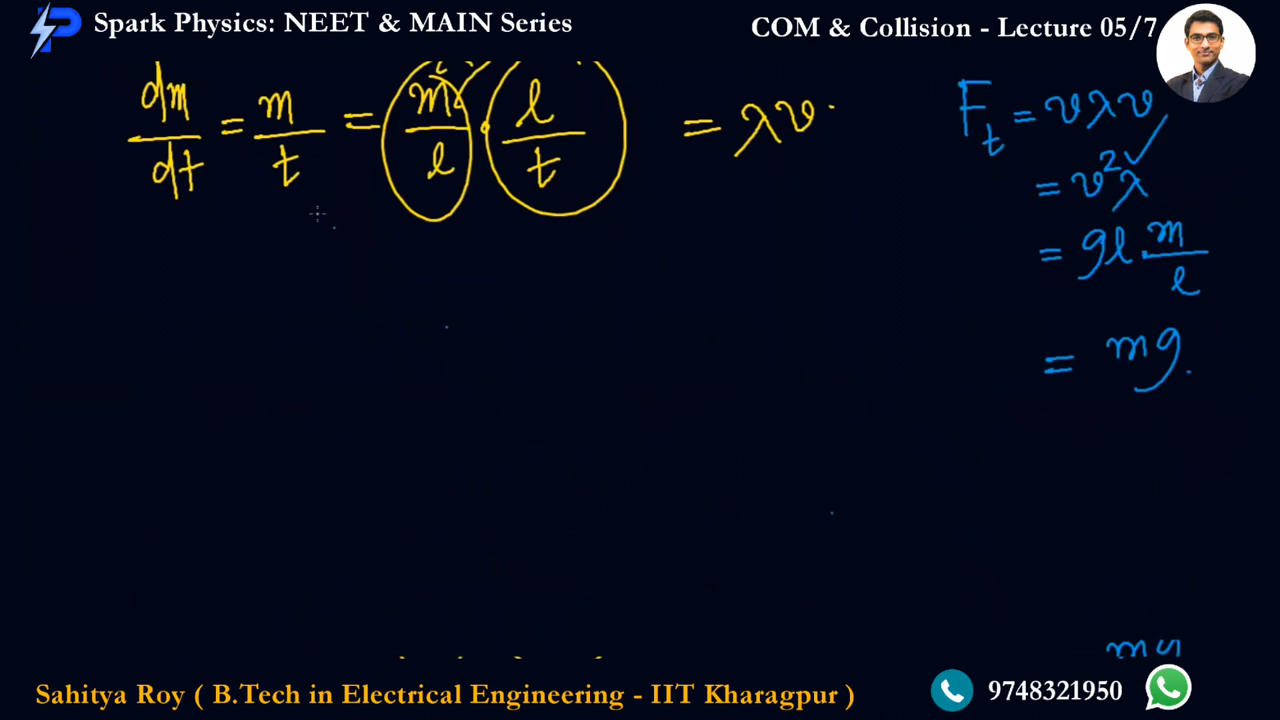 Spark Physics: NEET & MAIN Series
COM & Collision - Lecture 05/7
dm/dt = m/t = m/l · l/t = λv.
F_t = vλv
= v²λ ✓
= gl · m/l
= mg.
Sahitya Roy ( B.Tech in Electrical Engineering - IIT Kharagpur )
9748321950